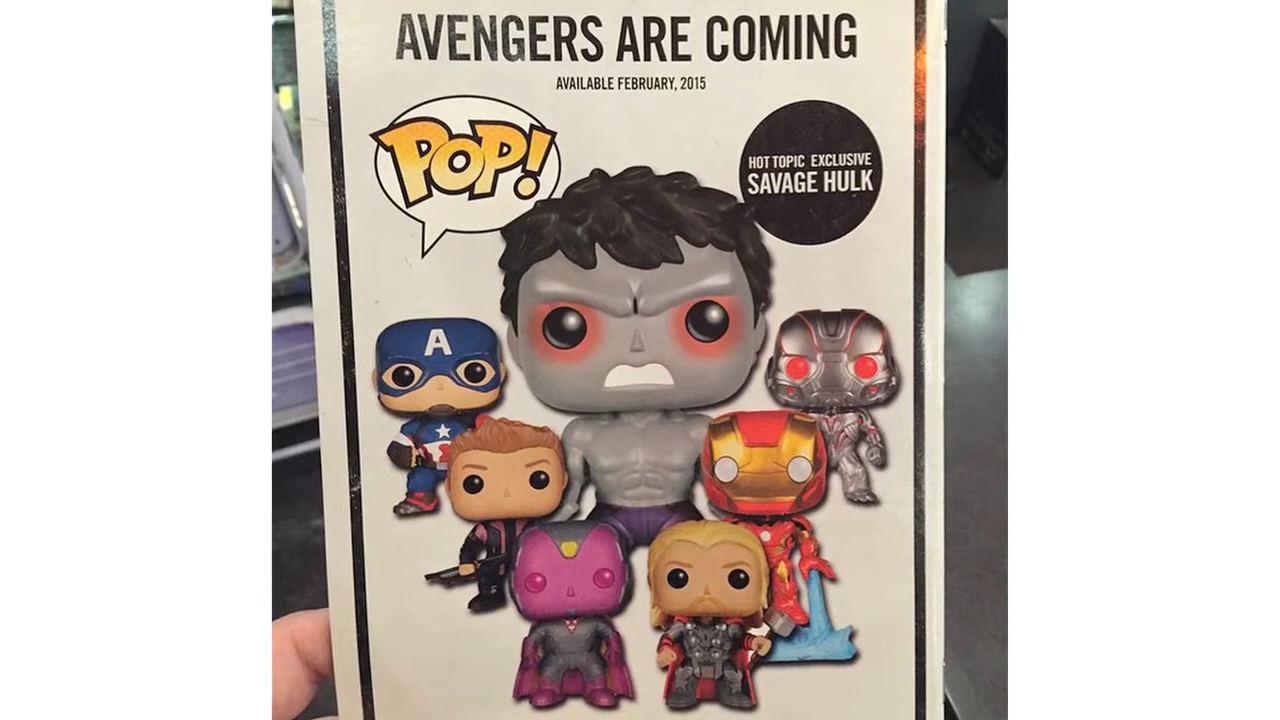 AVENGERS ARE COMING
AVAILABLE FEBRUARY, 2015
POP!
HOT TOPIC EXCLUSIVE
SAVAGE HULK
A